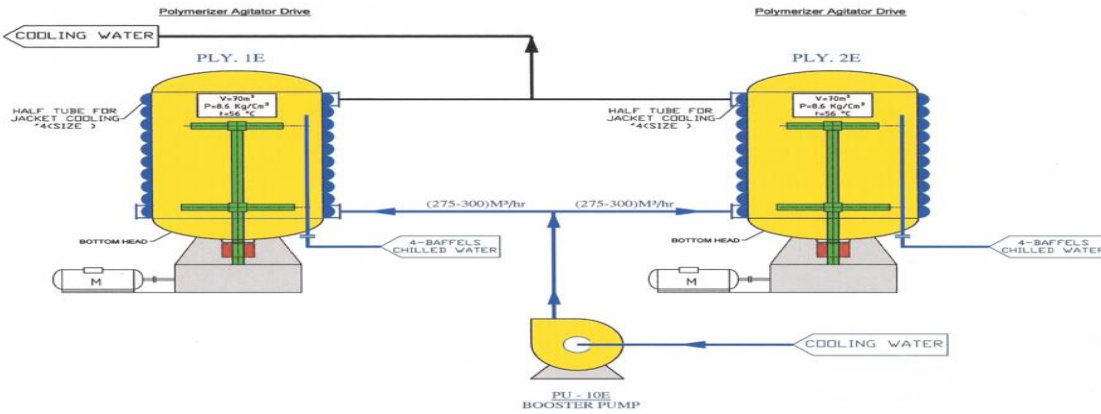 Polymerizer Agitator Drive
Polymerizer Agitator Drive
COOLING WATER
PLY. 1E
PLY. 2E
HALF TUBE FOR
JACKET COOLING
"4(SIZE )
V=70m³
P=8.6 Kg/Cm²
t=56 °C
HALF TUBE FOR
JACKET COOLING
"4(SIZE )
V=70m³
P=8.6 Kg/Cm²
t=56 °C
(275-300)M³/hr
(275-300)M³/hr
BOTTOM HEAD
4-BAFFELS
CHILLED WATER
BOTTOM HEAD
4-BAFFELS
CHILLED WATER
M
M
COOLING WATER
PU - 10E
BOOSTER PUMP